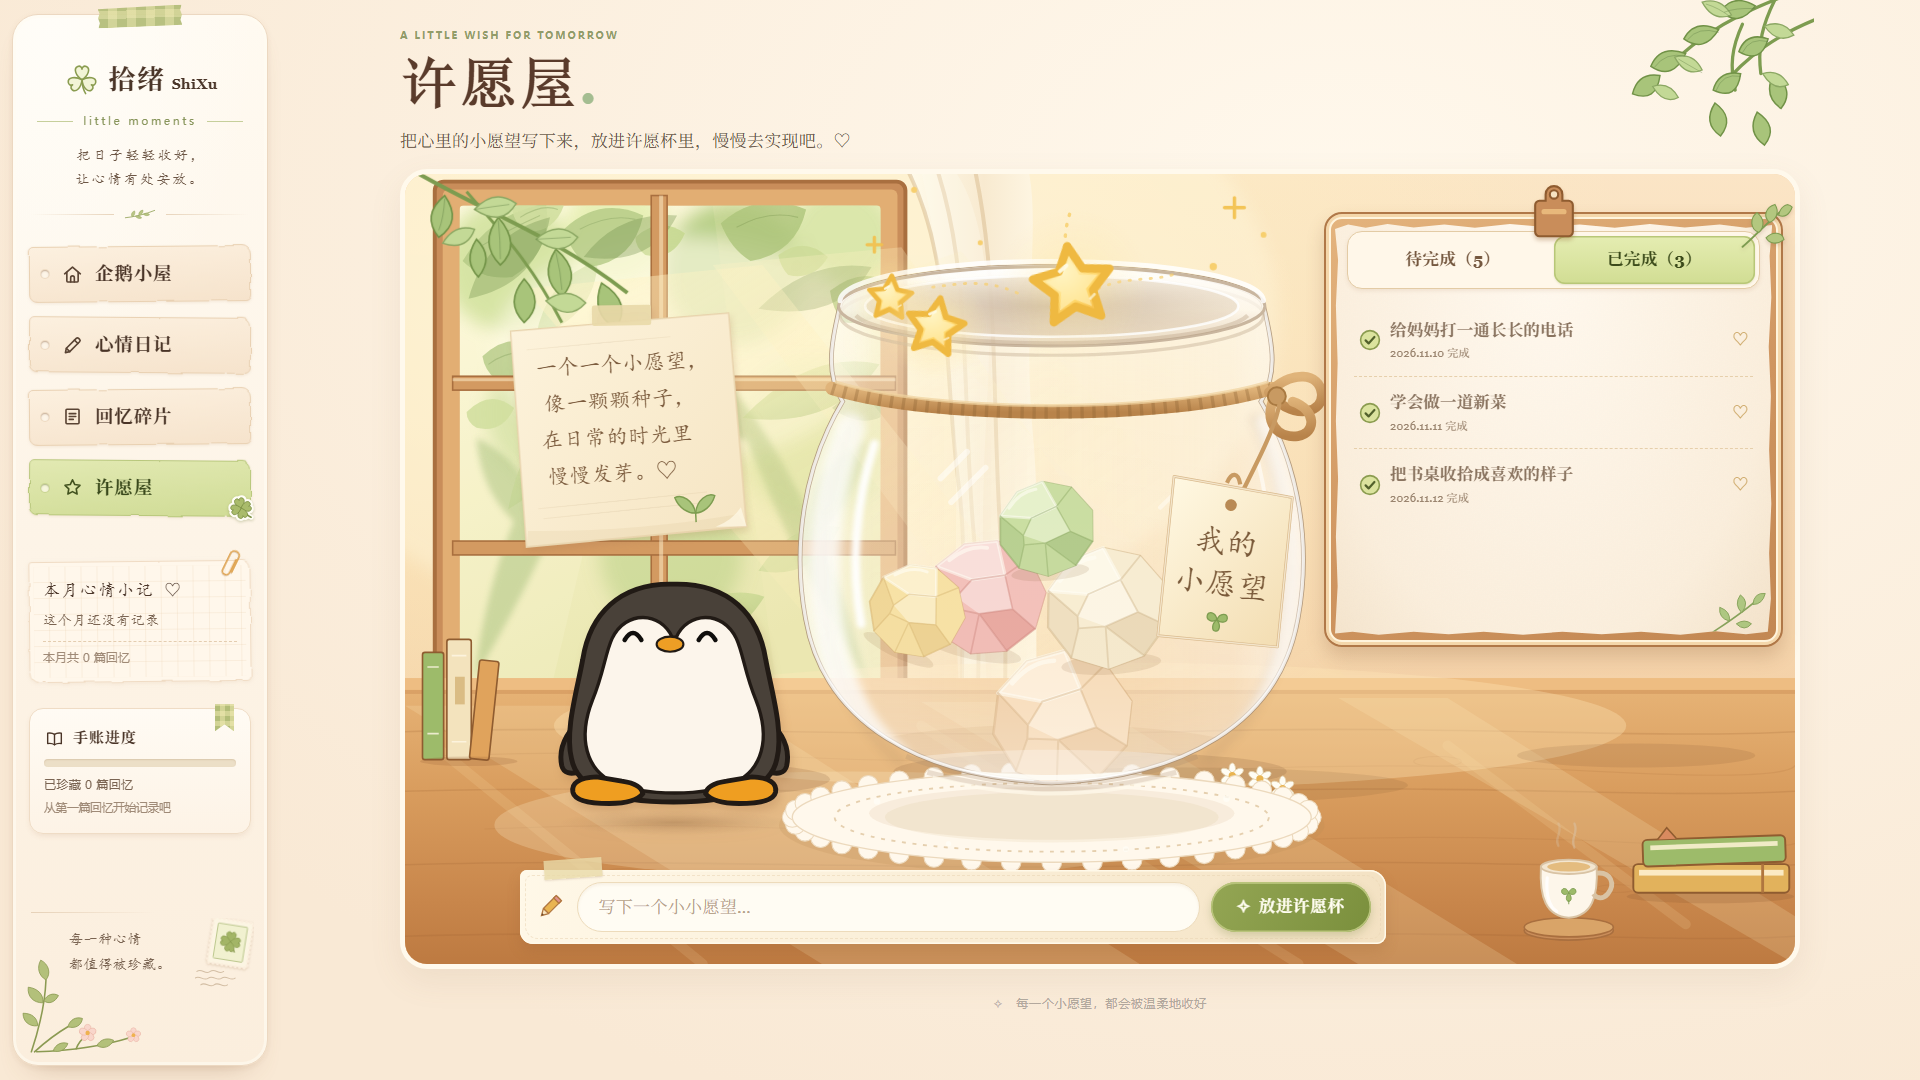 拾绪 ShiXu
little moments
把日子轻轻收好，
让心情有处安放。
企鹅小屋
心情日记
回忆碎片
许愿屋
本月心情小记 ♡
这个月还没有记录
本月共 0 篇回忆
手账进度
已珍藏 0 篇回忆
从第一篇回忆开始记录吧
每一种心情
都值得被珍藏。
A LITTLE WISH FOR TOMORROW
许愿屋
把心里的小愿望写下来，放进许愿杯里，慢慢去实现吧。♡
一个一个小愿望，
像一颗颗种子，
在日常的时光里
慢慢发芽。♡
我的
小愿望
待完成（5） 已完成（3）
给妈妈打一通长长的电话
2026.11.10 完成
学会做一道新菜
2026.11.11 完成
把书桌收拾成喜欢的样子
2026.11.12 完成
写下一个小小愿望...
放进许愿杯
每一个小愿望，都会被温柔地收好